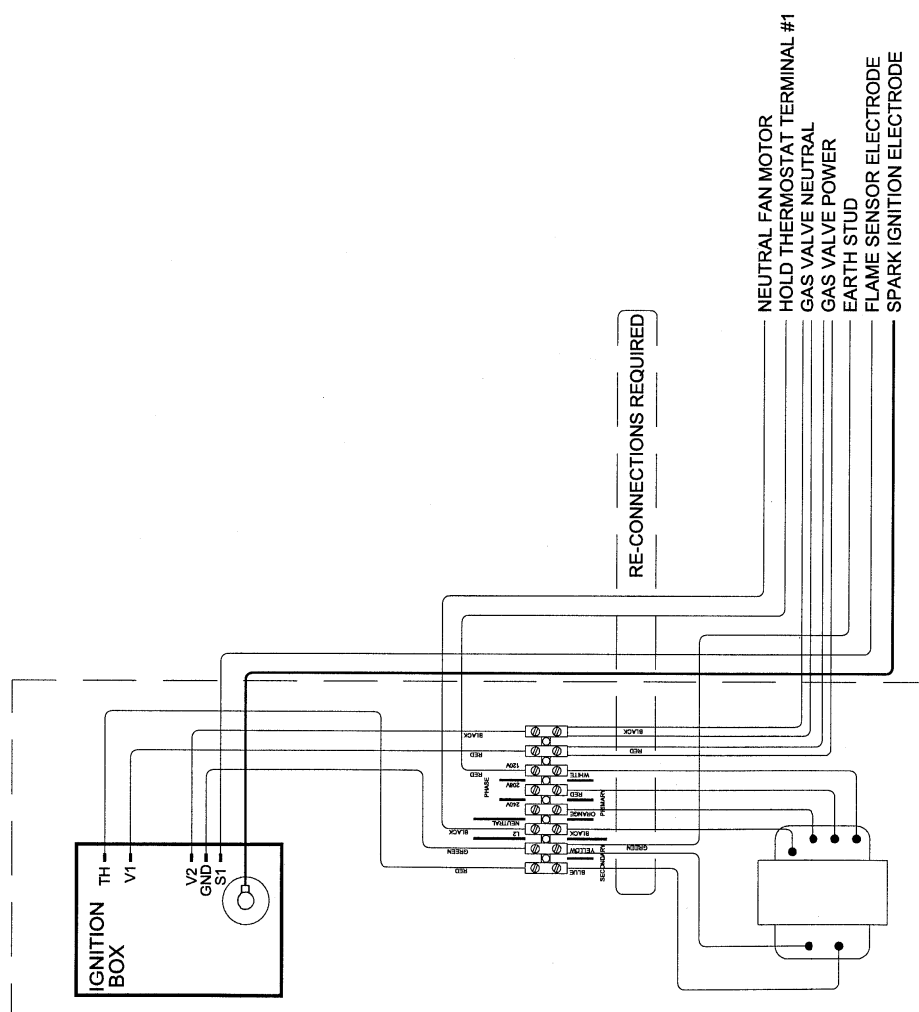 NEUTRAL FAN MOTOR
HOLD THERMOSTAT TERMINAL #1
GAS VALVE NEUTRAL
GAS VALVE POWER
EARTH STUD
FLAME SENSOR ELECTRODE
SPARK IGNITION ELECTRODE
RE-CONNECTIONS REQUIRED
BLACK
BLACK
RED
RED
120V
RED
WHITE
PHASE
208V
RED
PRIMARY
240V
ORANGE
NEUTRAL
L2
BLACK
BLACK
GREEN
YELLOW
GREEN
SECONDARY
RED
BLUE
TH
V1
V2
GND
S1
IGNITION
BOX